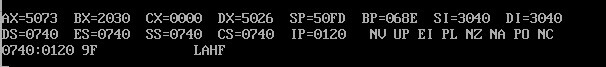 AX=5073  BX=2030  CX=0000  DX=5026  SP=50FD  BP=068E  SI=3040  DI=3040
DS=0740  ES=0740  SS=0740  CS=0740  IP=0120   NV UP EI PL NZ NA PO NC
0740:0120 9F            LAHF